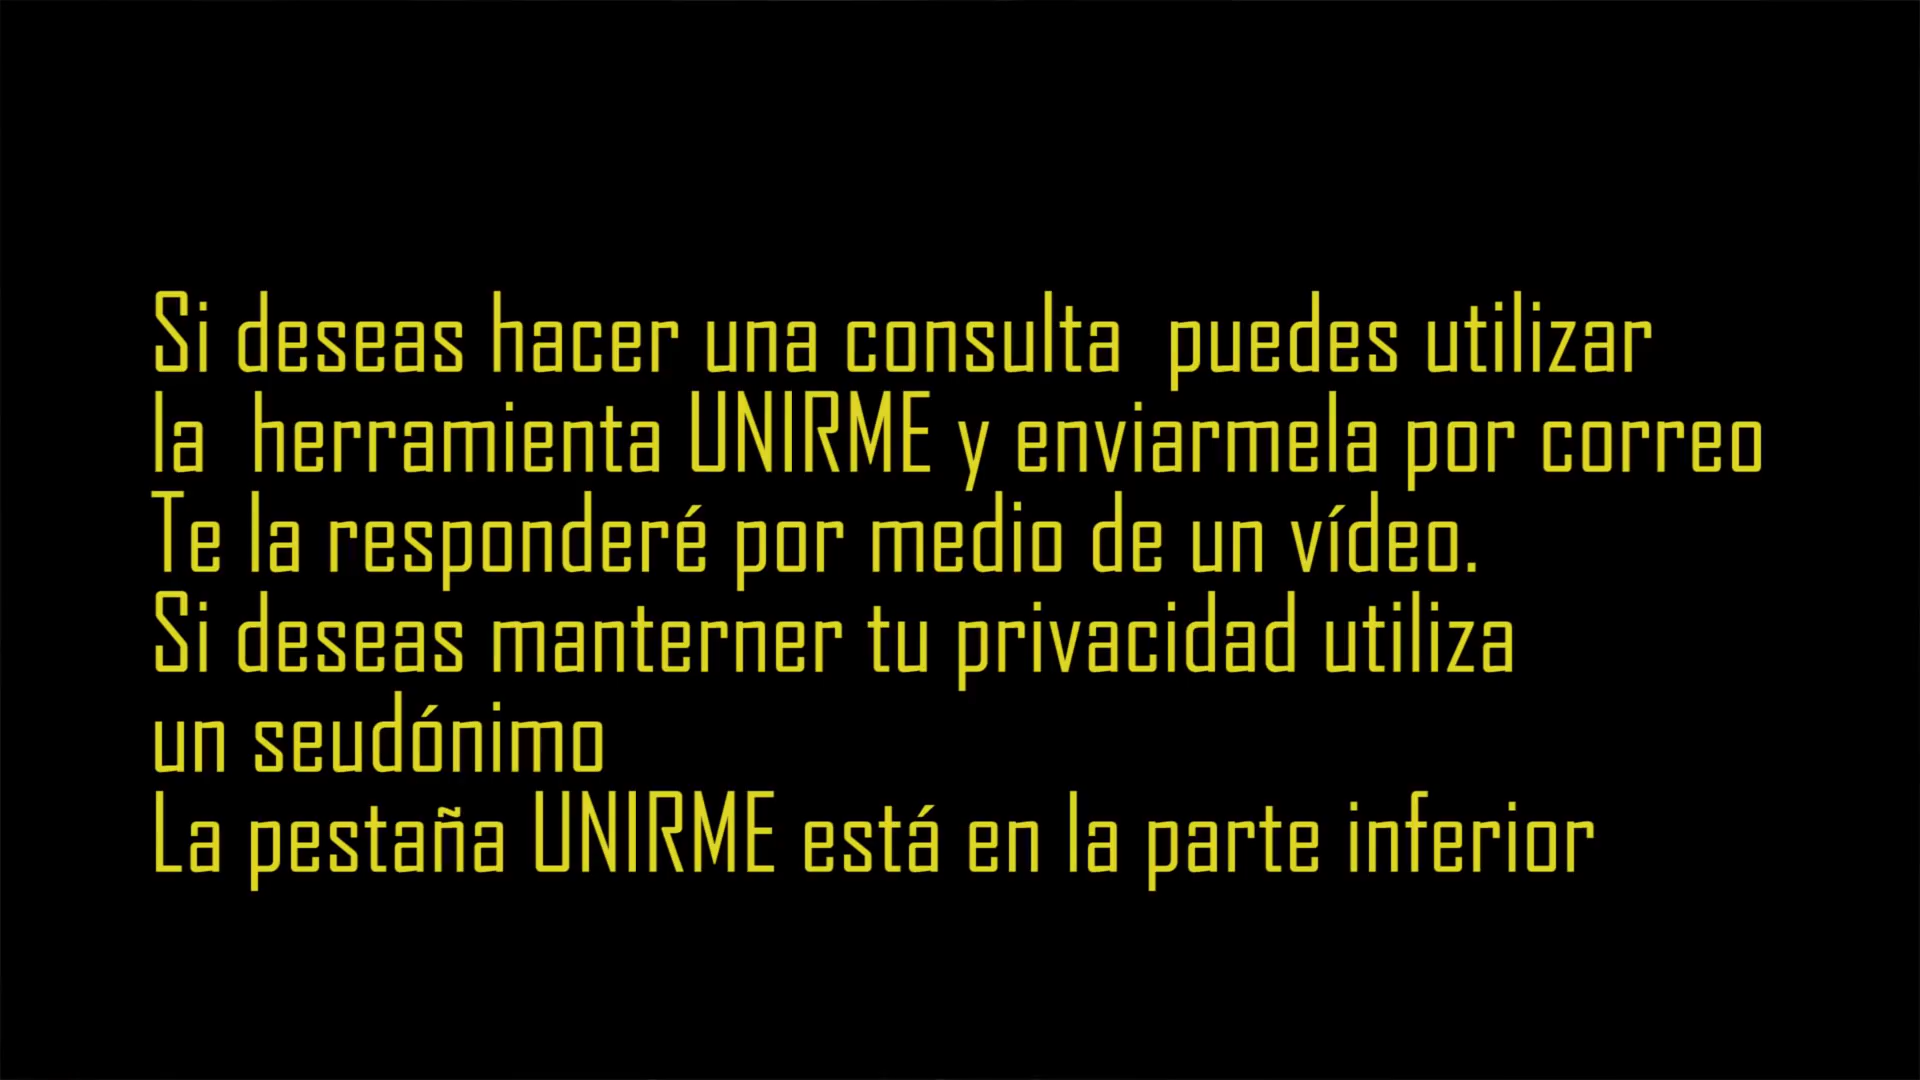 Si deseas hacer una consulta  puedes utilizar
la  herramienta UNIRME y enviarmela por correo
Te la responderé por medio de un vídeo.
Si deseas manterner tu privacidad utiliza
un seudónimo
La pestaña UNIRME está en la parte inferior